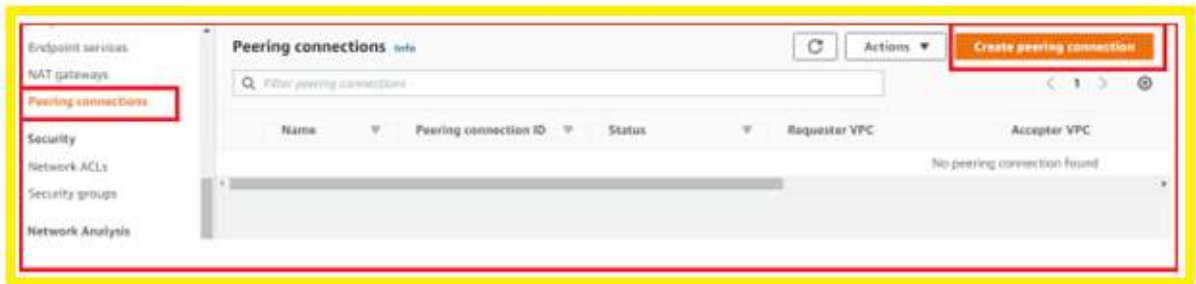 Endpoint services
NAT gateways
Peering connections
Security
Network ACLs
Security groups
Network Analysis
Peering connections Info
Actions
Create peering connection
Filter peering connections
1
Name Peering connection ID Status Requester VPC Accepter VPC
No peering connection found